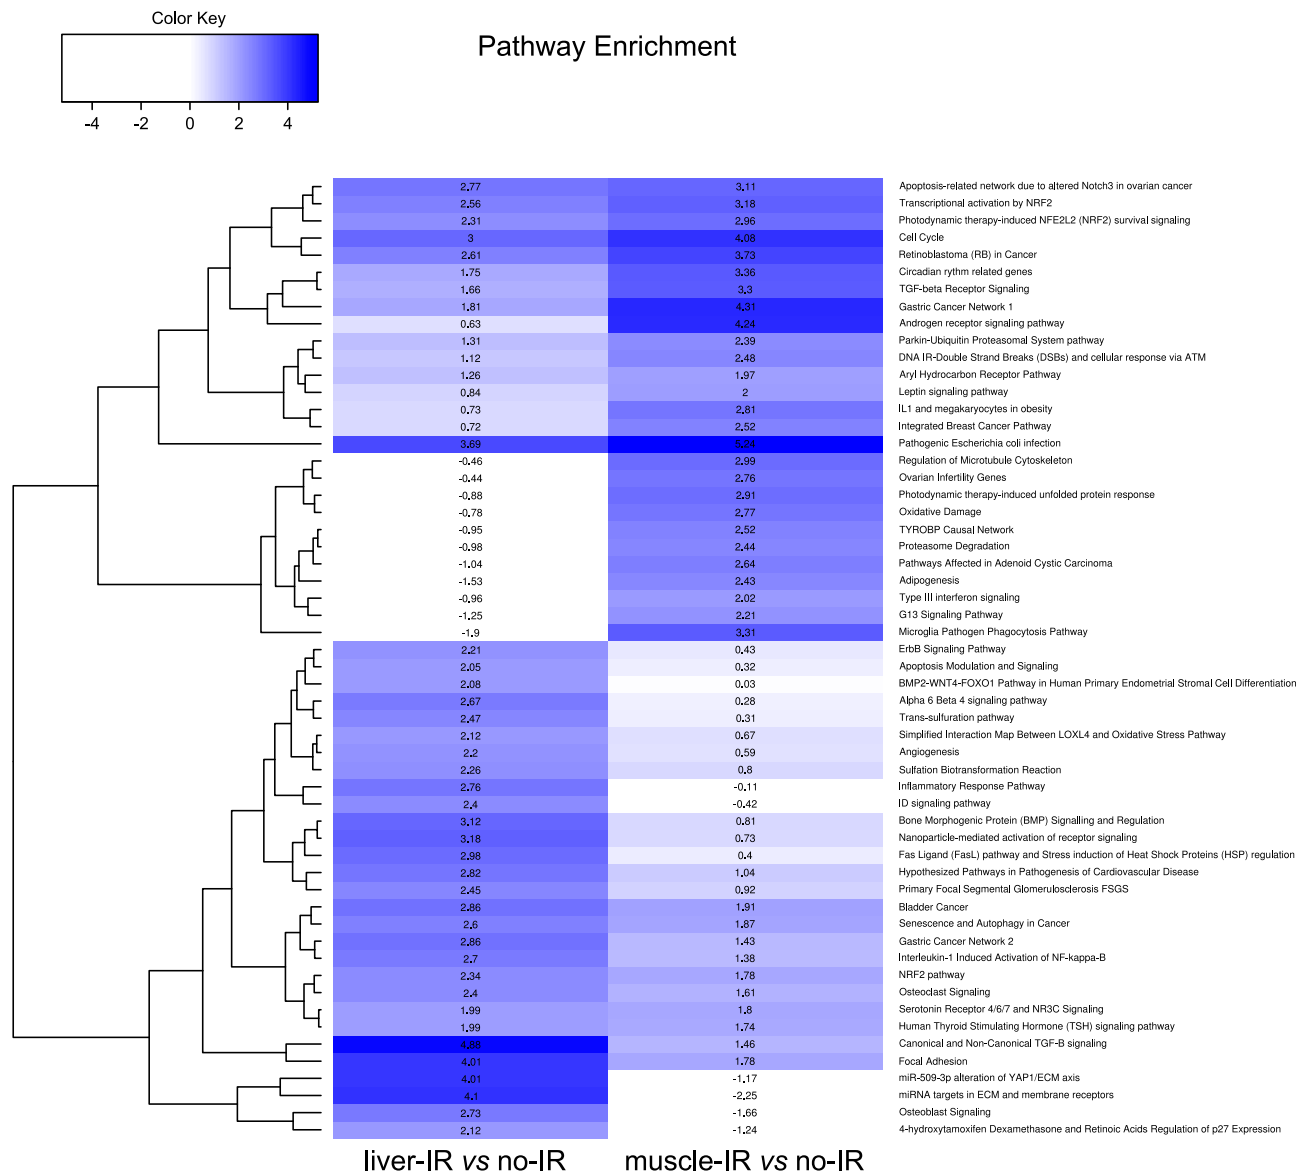 Color Key
Pathway Enrichment
-4 -2 0 2 4
2.77 3.11 Apoptosis-related network due to altered Notch3 in ovarian cancer
2.56 3.18 Transcriptional activation by NRF2
2.31 2.96 Photodynamic therapy-induced NFE2L2 (NRF2) survival signaling
3 4.08 Cell Cycle
2.61 3.73 Retinoblastoma (RB) in Cancer
1.75 3.36 Circadian rythm related genes
1.66 3.3 TGF-beta Receptor Signaling
1.81 4.31 Gastric Cancer Network 1
0.63 4.24 Androgen receptor signaling pathway
1.31 2.39 Parkin-Ubiquitin Proteasomal System pathway
1.12 2.48 DNA IR-Double Strand Breaks (DSBs) and cellular response via ATM
1.26 1.97 Aryl Hydrocarbon Receptor Pathway
0.84 2 Leptin signaling pathway
0.73 2.81 IL1 and megakaryocytes in obesity
0.72 2.52 Integrated Breast Cancer Pathway
3.69 5.24 Pathogenic Escherichia coli infection
-0.46 2.99 Regulation of Microtubule Cytoskeleton
-0.44 2.76 Ovarian Infertility Genes
-0.88 2.91 Photodynamic therapy-induced unfolded protein response
-0.78 2.77 Oxidative Damage
-0.95 2.52 TYROBP Causal Network
-0.98 2.44 Proteasome Degradation
-1.04 2.64 Pathways Affected in Adenoid Cystic Carcinoma
-1.53 2.43 Adipogenesis
-0.96 2.02 Type III interferon signaling
-1.25 2.21 G13 Signaling Pathway
-1.9 3.31 Microglia Pathogen Phagocytosis Pathway
2.21 0.43 ErbB Signaling Pathway
2.05 0.32 Apoptosis Modulation and Signaling
2.08 0.03 BMP2-WNT4-FOXO1 Pathway in Human Primary Endometrial Stromal Cell Differentiation
2.67 0.28 Alpha 6 Beta 4 signaling pathway
2.47 0.31 Trans-sulfuration pathway
2.12 0.67 Simplified Interaction Map Between LOXL4 and Oxidative Stress Pathway
2.2 0.59 Angiogenesis
2.26 0.8 Sulfation Biotransformation Reaction
2.76 -0.11 Inflammatory Response Pathway
2.4 -0.42 ID signaling pathway
3.12 0.81 Bone Morphogenic Protein (BMP) Signalling and Regulation
3.18 0.73 Nanoparticle-mediated activation of receptor signaling
2.98 0.4 Fas Ligand (FasL) pathway and Stress induction of Heat Shock Proteins (HSP) regulation
2.82 1.04 Hypothesized Pathways in Pathogenesis of Cardiovascular Disease
2.45 0.92 Primary Focal Segmental Glomerulosclerosis FSGS
2.86 1.91 Bladder Cancer
2.6 1.87 Senescence and Autophagy in Cancer
2.86 1.43 Gastric Cancer Network 2
2.7 1.38 Interleukin-1 Induced Activation of NF-kappa-B
2.34 1.78 NRF2 pathway
2.4 1.61 Osteoclast Signaling
1.99 1.8 Serotonin Receptor 4/6/7 and NR3C Signaling
1.99 1.74 Human Thyroid Stimulating Hormone (TSH) signaling pathway
4.88 1.46 Canonical and Non-Canonical TGF-B signaling
4.01 1.78 Focal Adhesion
4.01 -1.17 miR-509-3p alteration of YAP1/ECM axis
4.1 -2.25 miRNA targets in ECM and membrane receptors
2.73 -1.66 Osteoblast Signaling
2.12 -1.24 4-hydroxytamoxifen Dexamethasone and Retinoic Acids Regulation of p27 Expression
liver-IR vs no-IR muscle-IR vs no-IR